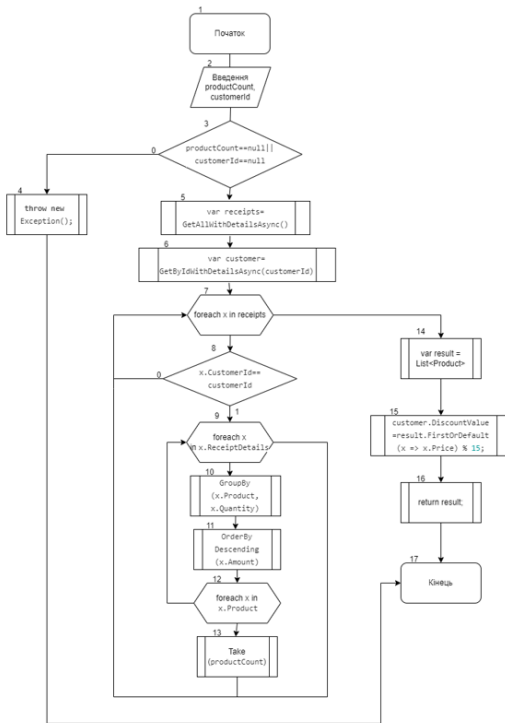 1
Початок
2
Введення
productCount,
customerId
3
productCount==null||
customerId==null
0
4
throw new
Exception();
5
var receipts=
GetAllWithDetailsAsync()
6
var customer=
GetByIdWithDetailsAsync(customerId)
7
foreach x in receipts
8
x.CustomerId==
customerId
0
1
9
foreach x
in x.ReceiptDetails
10
GroupBy
(x.Product,
x.Quantity)
11
OrderBy
Descending
(x.Amount)
12
foreach x in
x.Product
13
Take
(productCount)
14
var result =
List<Product>
15
customer.DiscountValue
=result.FirstOrDefault
(x => x.Price) % 15;
16
return result;
17
Кінець